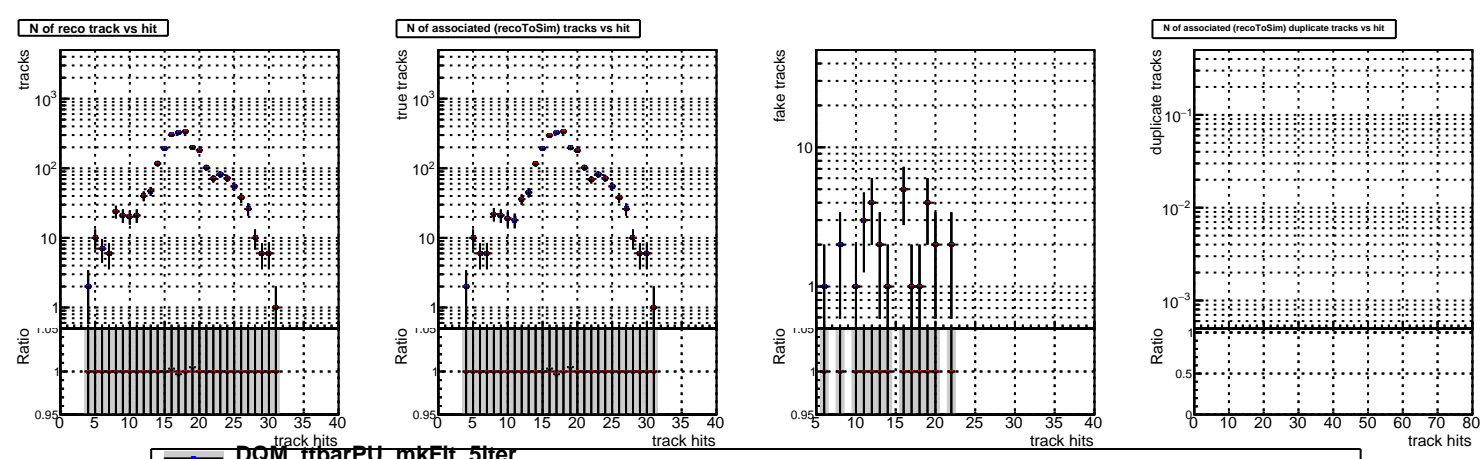 N of reco track vs hit
tracks
10³
10²
10
1
Ratio
1.05
1
0.95
0 5 10 15 20 25 30 35 40
track hits
N of associated (recoToSim) tracks vs hit
true tracks
10³
10²
10
1
Ratio
1.05
1
0.95
0 5 10 15 20 25 30 35 40
track hits
fake tracks
10
1
Ratio
1.05
1
0.95
5 10 15 20 25 30 35 40
track hits
N of associated (recoToSim) duplicate tracks vs hit
duplicate tracks
10⁻¹
10⁻²
10⁻³
Ratio
1
0.5
0
0 10 20 30 40 50 60 70 80
track hits
DQM_ttbarPU_mkFit_5iter